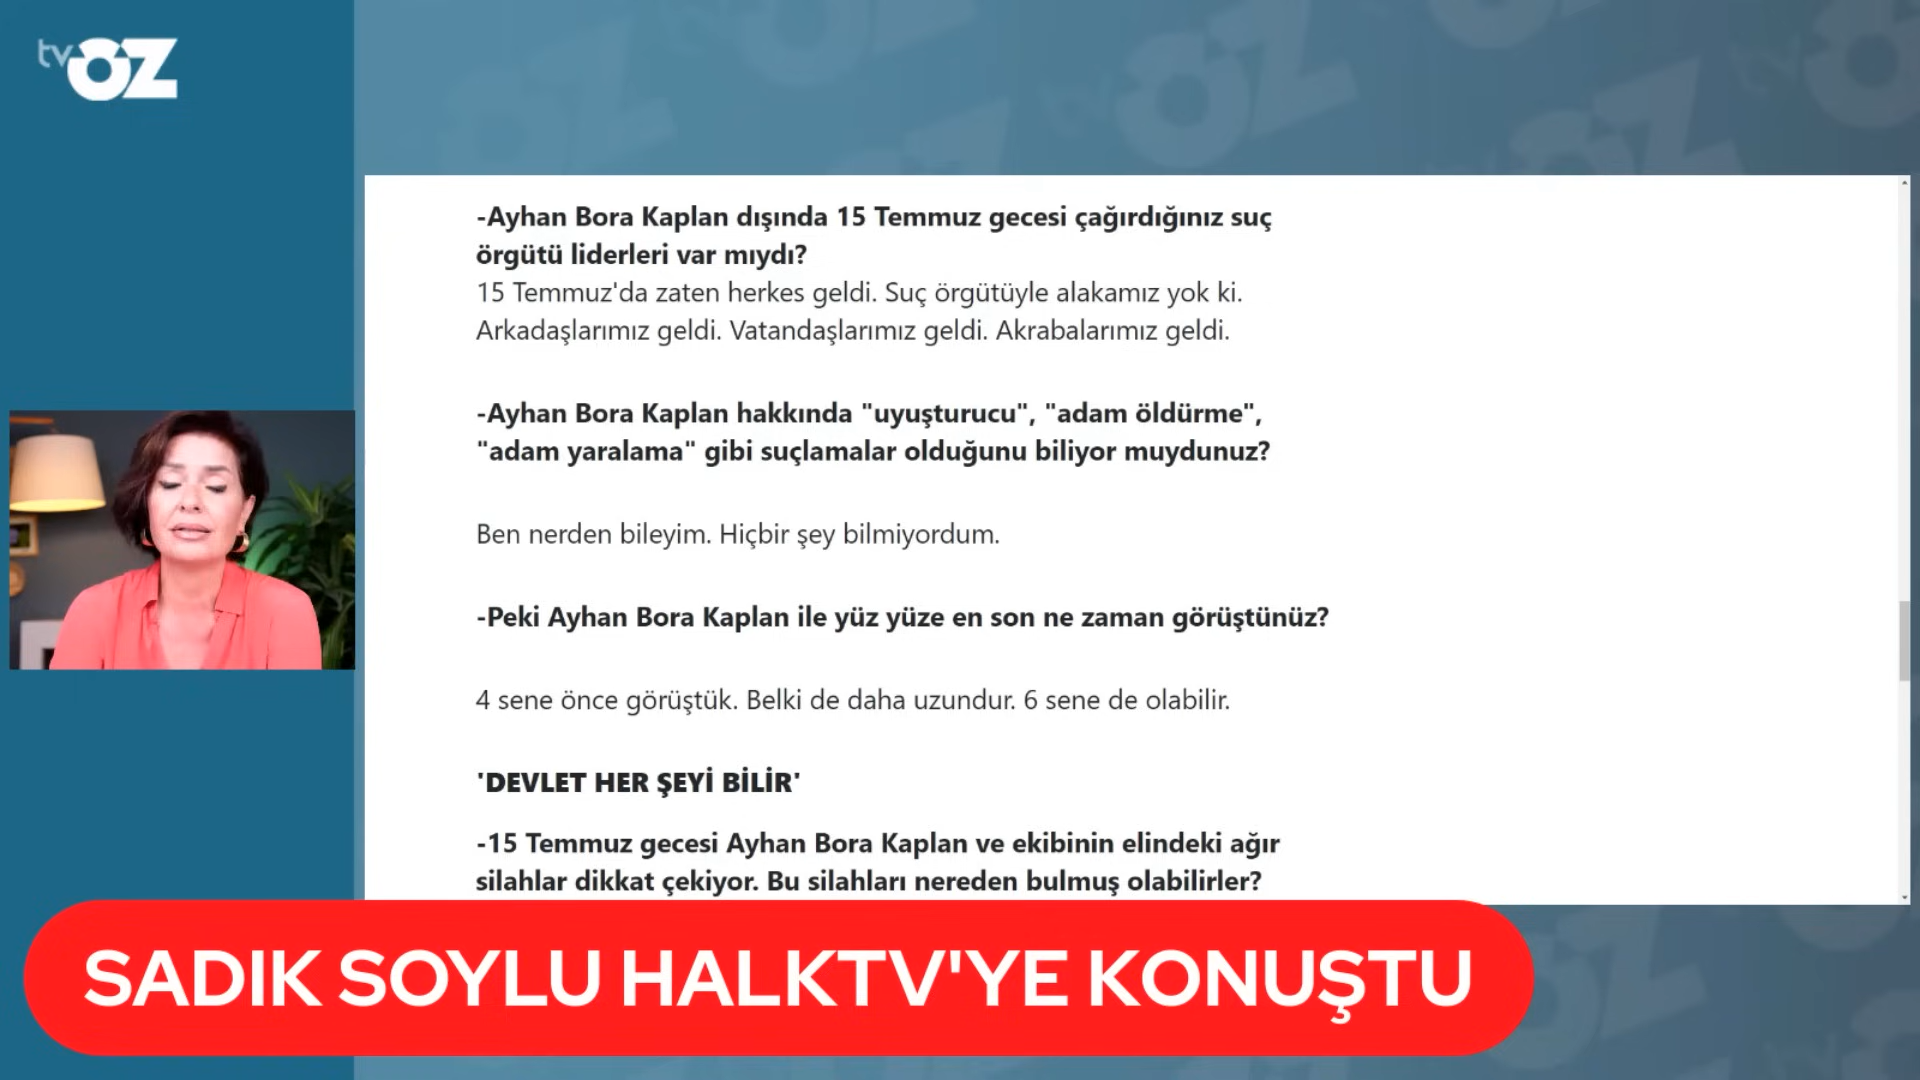 tv ÖZ
-Ayhan Bora Kaplan dışında 15 Temmuz gecesi çağırdığınız suç
örgütü liderleri var mıydı?
15 Temmuz'da zaten herkes geldi. Suç örgütüyle alakamız yok ki.
Arkadaşlarımız geldi. Vatandaşlarımız geldi. Akrabalarımız geldi.
-Ayhan Bora Kaplan hakkında "uyuşturucu", "adam öldürme",
"adam yaralama" gibi suçlamalar olduğunu biliyor muydunuz?
Ben nerden bileyim. Hiçbir şey bilmiyordum.
-Peki Ayhan Bora Kaplan ile yüz yüze en son ne zaman görüştünüz?
4 sene önce görüştük. Belki de daha uzundur. 6 sene de olabilir.
'DEVLET HER ŞEYİ BİLİR'
-15 Temmuz gecesi Ayhan Bora Kaplan ve ekibinin elindeki ağır
silahlar dikkat çekiyor. Bu silahları nereden bulmuş olabilirler?
SADIK SOYLU HALKTV'YE KONUŞTU